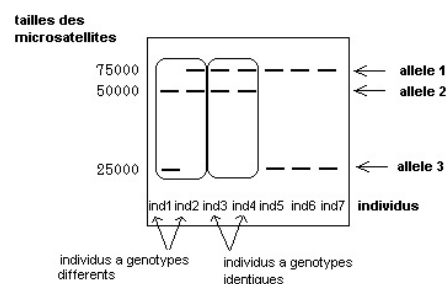 tailles des
microsatellites
75000
allele 1
50000
allele 2
25000
allele 3
ind1 ind2 ind3 ind4 ind5 ind6 ind7
individus
individus a genotypes
differents
individus a genotypes
identiques